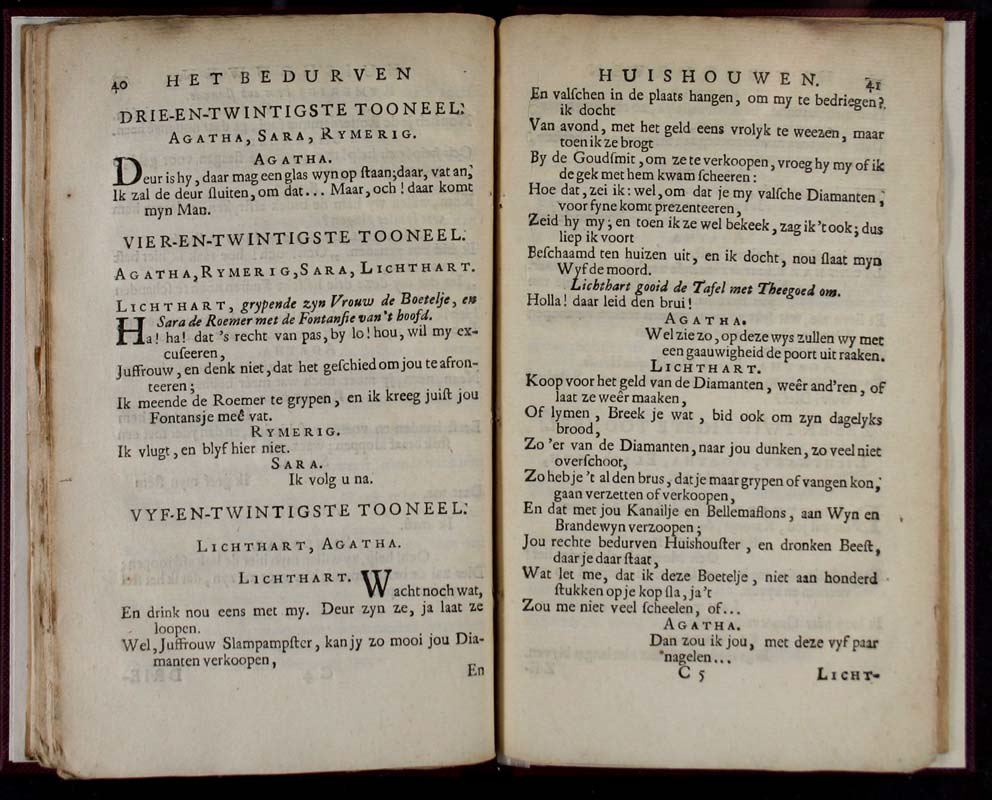 40 HET BEDURVEN
DRIE-EN-TWINTIGSTE TOONEEL.
AGATHA, SARA, RYMERIG.
AGATHA.
Deur is hy, daar mag een glas wyn op ſtaan; daar, vat an,
Ik zal de deur ſluiten, om dat... Maar, och! daar komt
myn Man.
VIER-EN-TWINTIGSTE TOONEEL.
AGATHA, RYMERIG, SARA, LICHTHART.
LICHTHART, grypende zyn Vrouw de Boetelje, en
Sara de Roemer met de Fontanſie van 't hoofd.
Ha! ha! dat 's recht van pas, by lo! hou, wil my ex-
cuſeeren,
Juffrouw, en denk niet, dat het geſchied om jou te afron-
teeren;
Ik meende de Roemer te grypen, en ik kreeg juiſt jou
Fontansje meê vat.
RYMERIG.
Ik vlugt, en blyf hier niet.
SARA.
Ik volg u na.
VYF-EN-TWINTIGSTE TOONEEL.
LICHTHART, AGATHA.
LICHTHART. Wacht noch wat,
En drink nou eens met my. Deur zyn ze, ja laat ze
loopen.
Wel, Juffrouw Slampampſter, kan jy zo mooi jou Dia-
manten verkoopen,
En
HUISHOUWEN. 41
En valſchen in de plaats hangen, om my te bedriegen?
ik docht
Van avond, met het geld eens vrolyk te weezen, maar
toen ik ze brogt
By de Goudſmit, om ze te verkoopen, vroeg hy my of ik
de gek met hem kwam ſcheeren:
Hoe dat, zei ik: wel, om dat je my valſche Diamanten,
voor fyne komt prezenteeren,
Zeid hy my; en toen ik ze wel bekeek, zag ik 't ook; dus
liep ik voort
Beſchaamd ten huizen uit, en ik docht, nou ſlaat myn
Wyf de moord.
Lichthart gooid de Tafel met Theegoed om.
Holla! daar leid den brui!
AGATHA.
Wel zie zo, op deze wys zullen wy met
een gaauwigheid de poort uit raaken.
LICHTHART.
Koop voor het geld van de Diamanten, weêr and'ren, of
laat ze weêr maaken,
Of lymen, Breek je wat, bid ook om zyn dagelyks
brood,
Zo 'er van de Diamanten, naar jou dunken, zo veel niet
overſchoot,
Zo heb je 't al den brus, dat je maar grypen of vangen kon,
gaan verzetten of verkoopen,
En dat met jou Kanailje en Bellemaſlons, aan Wyn en
Brandewyn verzoopen;
Jou rechte bedurven Huishouſter, en dronken Beeſt,
daar je daar ſtaat,
Wat let me, dat ik deze Boetelje, niet aan honderd
ſtukken op je kop ſla, ja 't
Zou me niet veel ſcheelen, of...
AGATHA.
Dan zou ik jou, met deze vyf paar
nagelen...
C 5 LICHT-